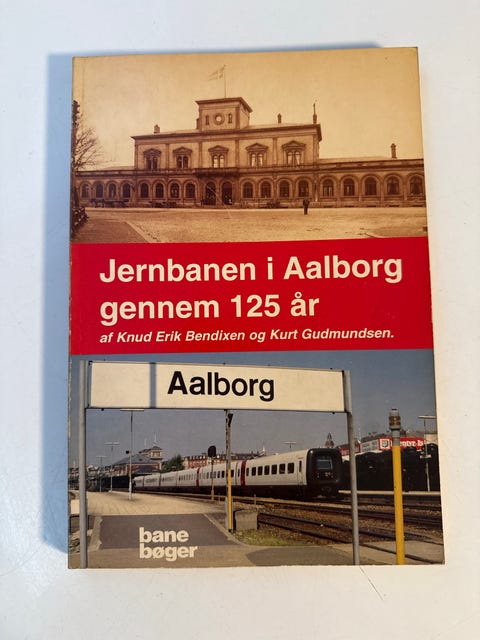 Jernbanen i Aalborg
gennem 125 år
af Knud Erik Bendixen og Kurt Gudmundsen.
Aalborg
bane
bøger